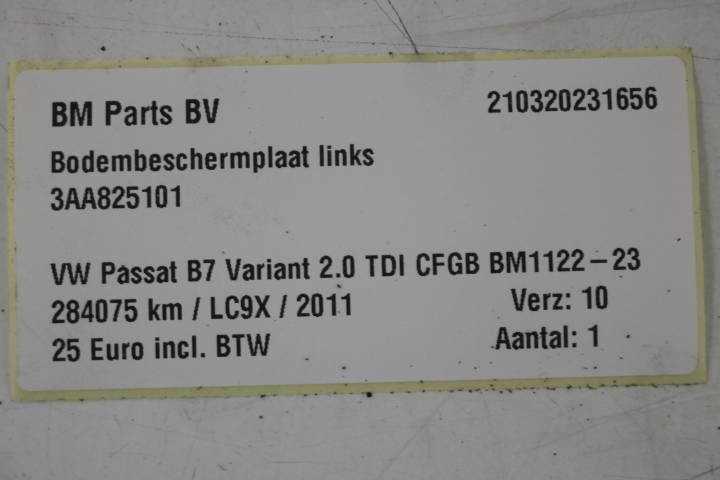 BM Parts BV 210320231656
Bodembeschermplaat links
3AA825101
VW Passat B7 Variant 2.0 TDI CFGB BM1122-23
284075 km / LC9X / 2011 Verz: 10
25 Euro incl. BTW Aantal: 1